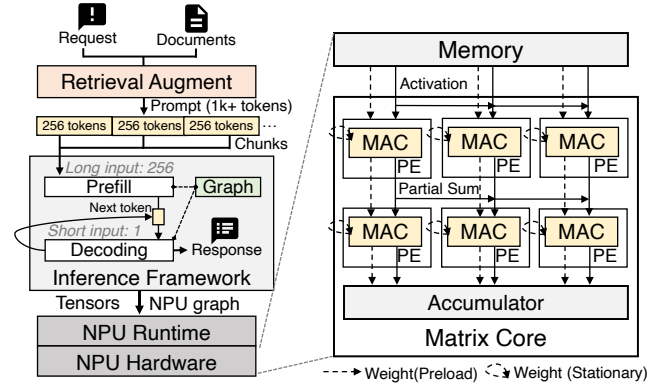 Request
Documents
Retrieval Augment
Prompt (1k+ tokens)
256 tokens 256 tokens 256 tokens ...
Chunks
Long input: 256
Prefill
Graph
Next token
Short input: 1
Decoding
Response
Inference Framework
Tensors
NPU graph
NPU Runtime
NPU Hardware
Memory
Activation
MAC MAC MAC
PE PE PE
Partial Sum
MAC MAC MAC
PE PE PE
Accumulator
Matrix Core
Weight(Preload) Weight (Stationary)